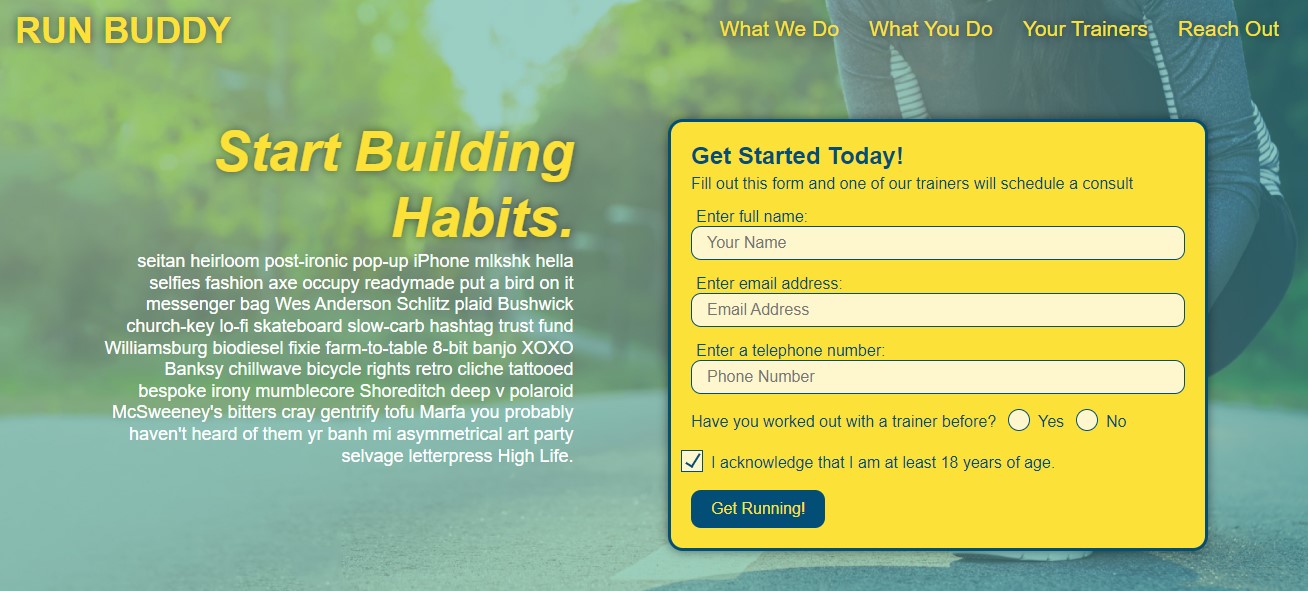 RUN BUDDY
What We Do
What You Do
Your Trainers
Reach Out
Start Building
Habits.
seitan heirloom post-ironic pop-up iPhone mlkshk hella
selfies fashion axe occupy readymade put a bird on it
messenger bag Wes Anderson Schlitz plaid Bushwick
church-key lo-fi skateboard slow-carb hashtag trust fund
Williamsburg biodiesel fixie farm-to-table 8-bit banjo XOXO
Banksy chillwave bicycle rights retro cliche tattooed
bespoke irony mumblecore Shoreditch deep v polaroid
McSweeney's bitters cray gentrify tofu Marfa you probably
haven't heard of them yr banh mi asymmetrical art party
selvage letterpress High Life.
Get Started Today!
Fill out this form and one of our trainers will schedule a consult
Enter full name:
Your Name
Enter email address:
Email Address
Enter a telephone number:
Phone Number
Have you worked out with a trainer before? Yes No
I acknowledge that I am at least 18 years of age.
Get Running!